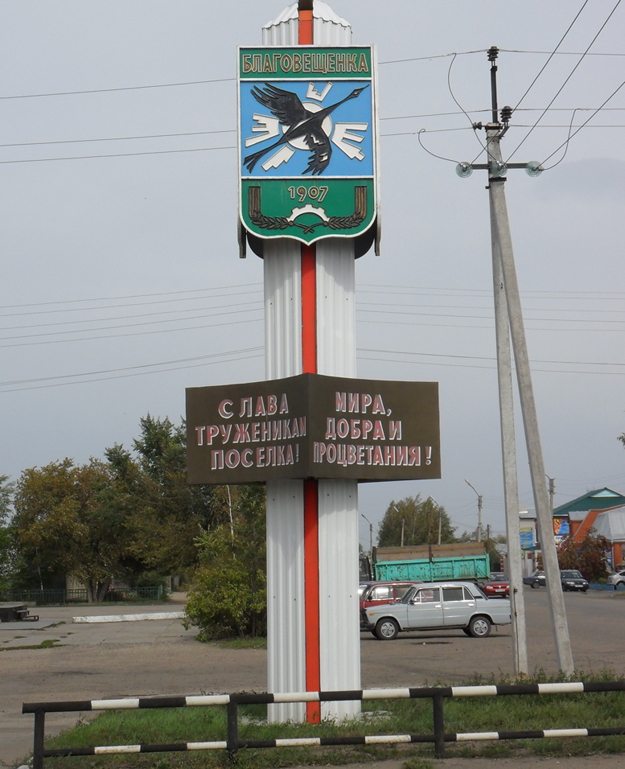 БЛАГОВЕЩЕНКА
1907
СЛАВА
ТРУЖЕНИКАМ
ПОСЕЛКА!
МИРА,
ДОБРА И
ПРОЦВЕТАНИЯ!